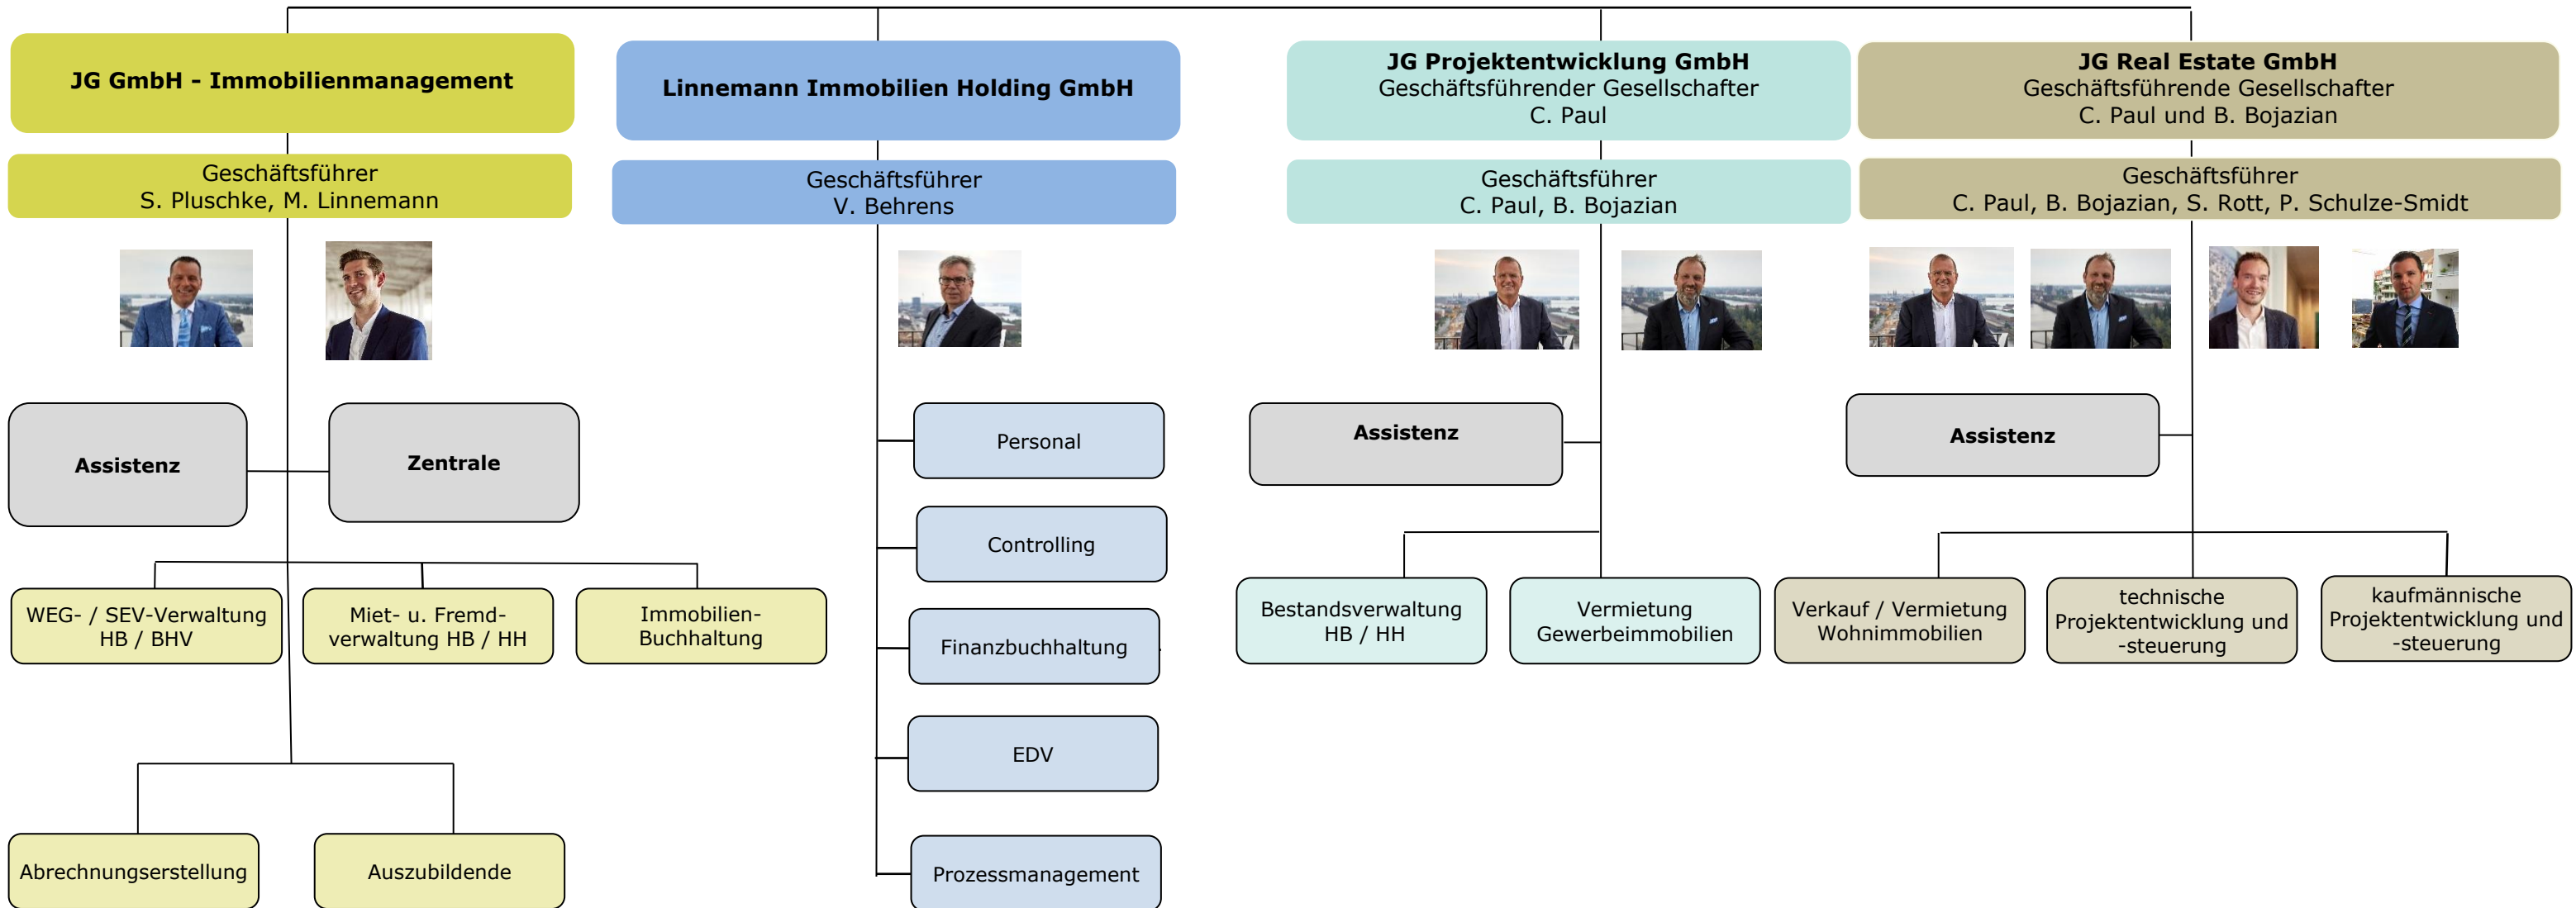 JG GmbH - Immobilienmanagement
Geschäftsführer
S. Pluschke, M. Linnemann
Assistenz
Zentrale
WEG- / SEV-Verwaltung
HB / BHV
Miet- u. Fremd-
verwaltung HB / HH
Immobilien-
Buchhaltung
Abrechnungserstellung
Auszubildende
Linnemann Immobilien Holding GmbH
Geschäftsführer
V. Behrens
Personal
Controlling
Finanzbuchhaltung
EDV
Prozessmanagement
JG Projektentwicklung GmbH
Geschäftsführender Gesellschafter
C. Paul
Geschäftsführer
C. Paul, B. Bojazian
Assistenz
Bestandsverwaltung
HB / HH
Vermietung
Gewerbeimmobilien
JG Real Estate GmbH
Geschäftsführende Gesellschafter
C. Paul und B. Bojazian
Geschäftsführer
C. Paul, B. Bojazian, S. Rott, P. Schulze-Smidt
Assistenz
Verkauf / Vermietung
Wohnimmobilien
technische
Projektentwicklung und
-steuerung
kaufmännische
Projektentwicklung und
-steuerung